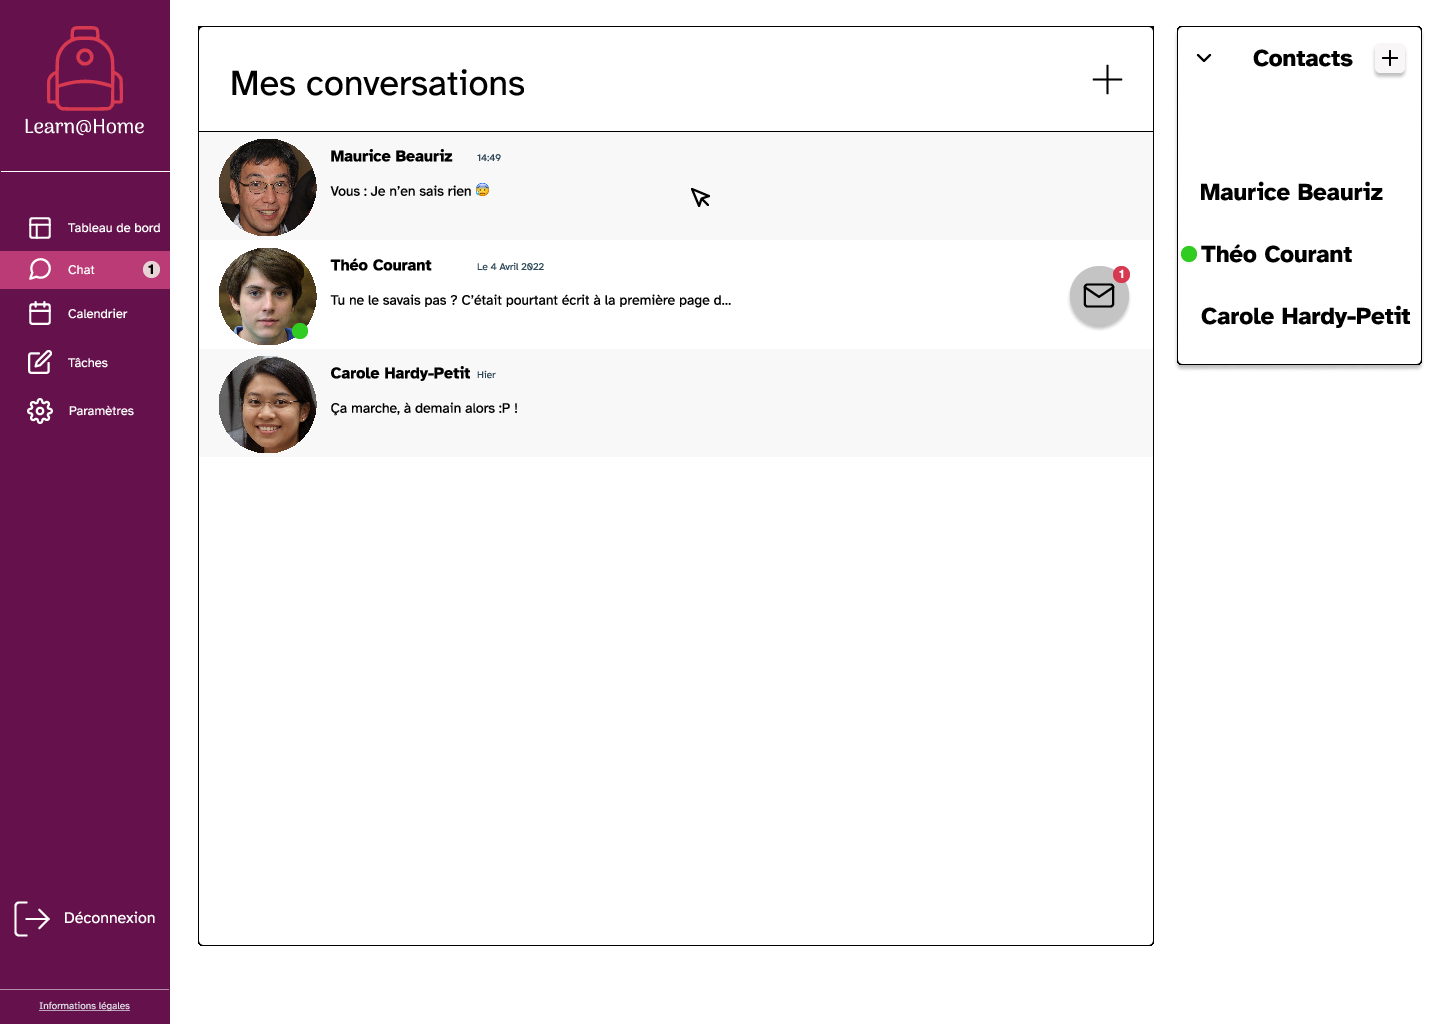 Learn@Home
Tableau de bord
Chat 1
Calendrier
Tâches
Paramètres
Déconnexion
Informations légales
Mes conversations
Maurice Beauriz 14:49
Vous : Je n’en sais rien 😰
Théo Courant Le 4 Avril 2022
Tu ne le savais pas ? C’était pourtant écrit à la première page d...
1
Carole Hardy-Petit Hier
Ça marche, à demain alors :P !
Contacts
Maurice Beauriz
Théo Courant
Carole Hardy-Petit